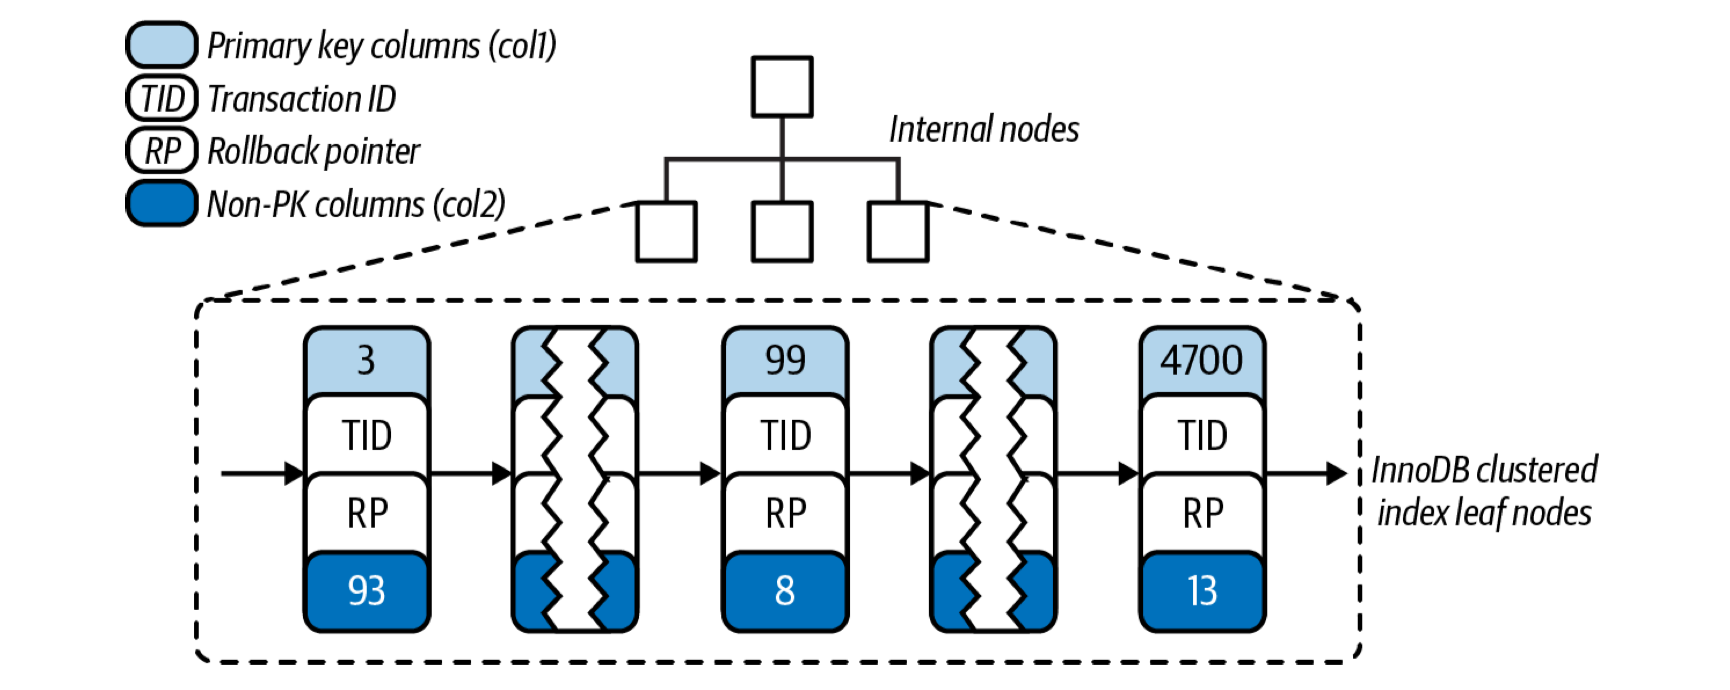 Primary key columns (col1)
TID Transaction ID
RP Rollback pointer
Non-PK columns (col2)
Internal nodes
3
99
4700
TID
TID
TID
RP
RP
RP
93
8
13
InnoDB clustered
index leaf nodes